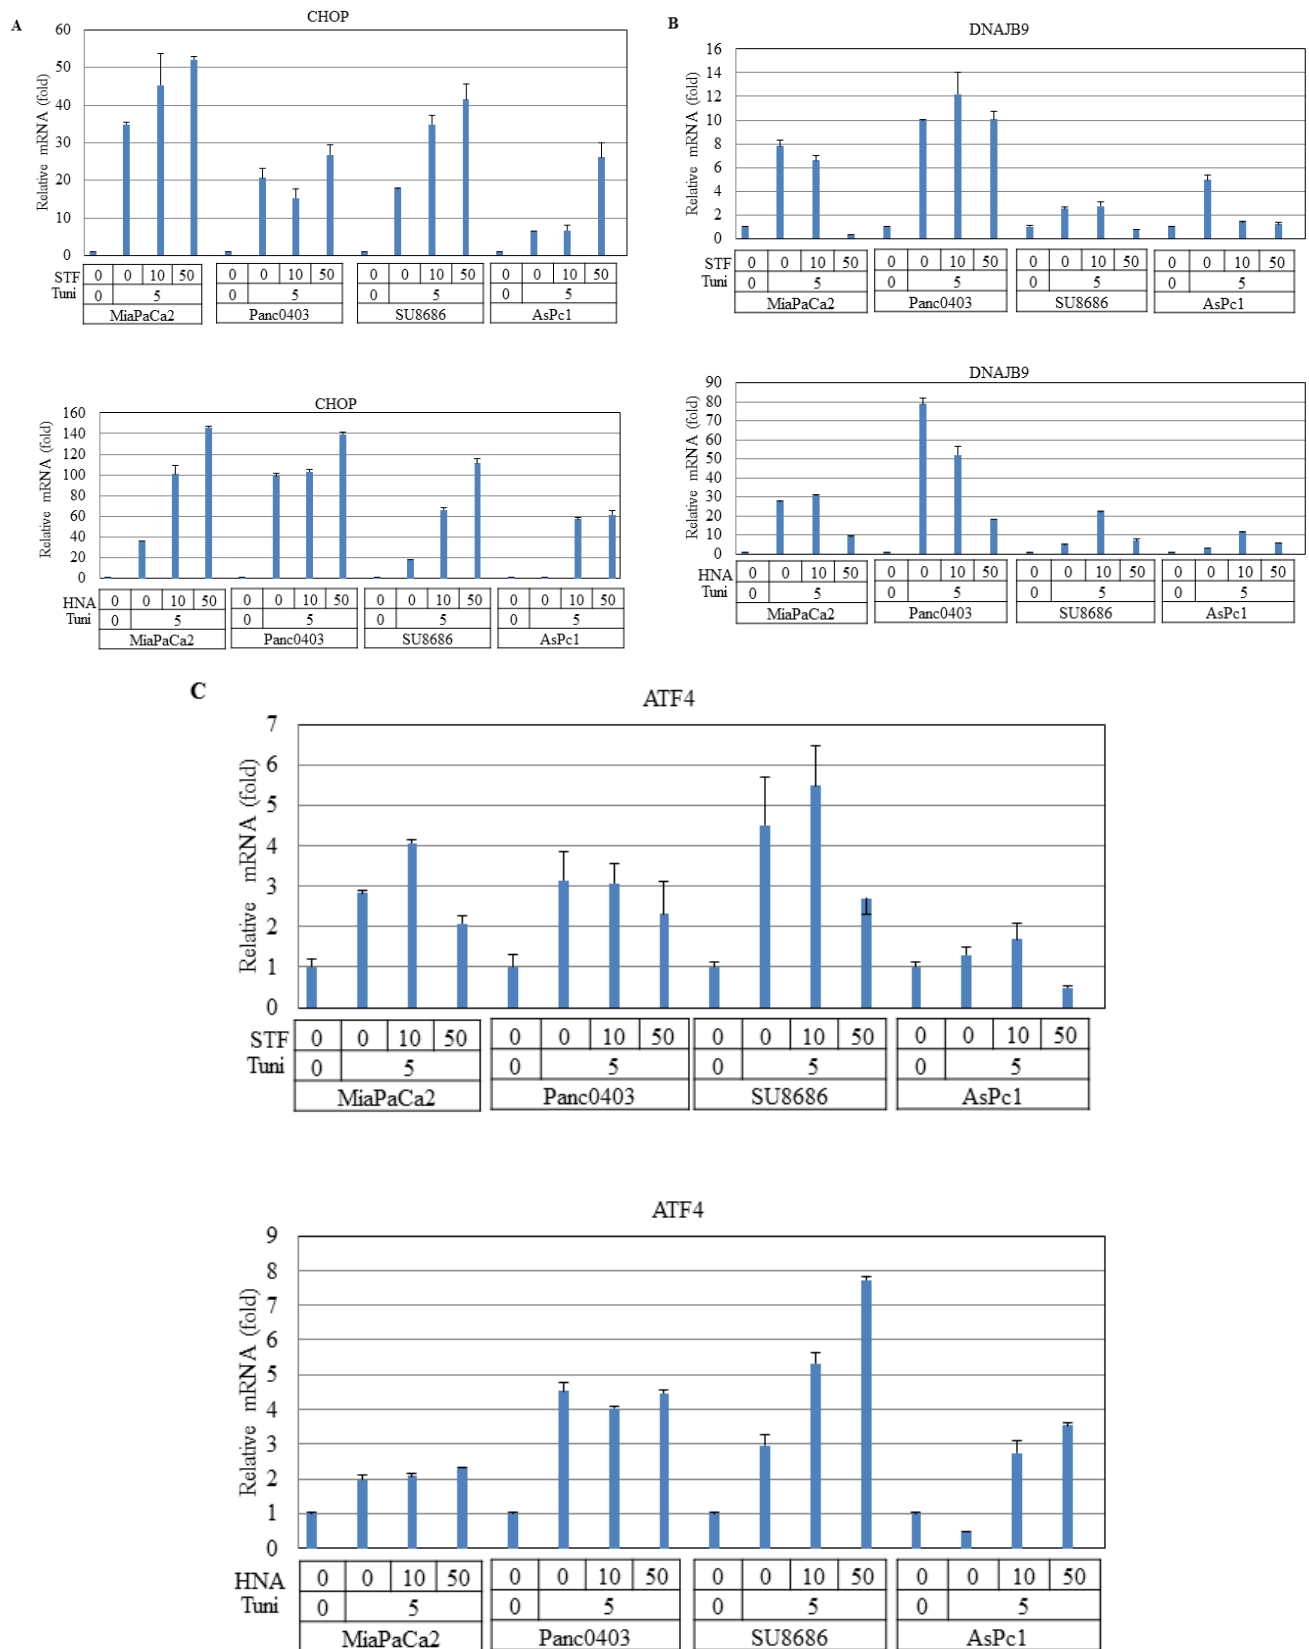 A
CHOP
Relative mRNA (fold)
60
50
40
30
20
10
0
STF 0 0 10 50 0 0 10 50 0 0 10 50 0 0 10 50
Tuni 0 5 0 5 0 5 0 5
MiaPaCa2 Panc0403 SU8686 AsPc1
CHOP
Relative mRNA (fold)
160
140
120
100
80
60
40
20
0
HNA 0 0 10 50 0 0 10 50 0 0 10 50 0 0 10 50
Tuni 0 5 0 5 0 5 0 5
MiaPaCa2 Panc0403 SU8686 AsPc1
B
DNAJB9
Relative mRNA (fold)
16
14
12
10
8
6
4
2
0
STF 0 0 10 50 0 0 10 50 0 0 10 50 0 0 10 50
Tuni 0 5 0 5 0 5 0 5
MiaPaCa2 Panc0403 SU8686 AsPc1
DNAJB9
Relative mRNA (fold)
90
80
70
60
50
40
30
20
10
0
HNA 0 0 10 50 0 0 10 50 0 0 10 50 0 0 10 50
Tuni 0 5 0 5 0 5 0 5
MiaPaCa2 Panc0403 SU8686 AsPc1
C
ATF4
Relative mRNA (fold)
7
6
5
4
3
2
1
0
STF 0 0 10 50 0 0 10 50 0 0 10 50 0 0 10 50
Tuni 0 5 0 5 0 5 0 5
MiaPaCa2 Panc0403 SU8686 AsPc1
ATF4
Relative mRNA (fold)
9
8
7
6
5
4
3
2
1
0
HNA 0 0 10 50 0 0 10 50 0 0 10 50 0 0 10 50
Tuni 0 5 0 5 0 5 0 5
MiaPaCa2 Panc0403 SU8686 AsPc1